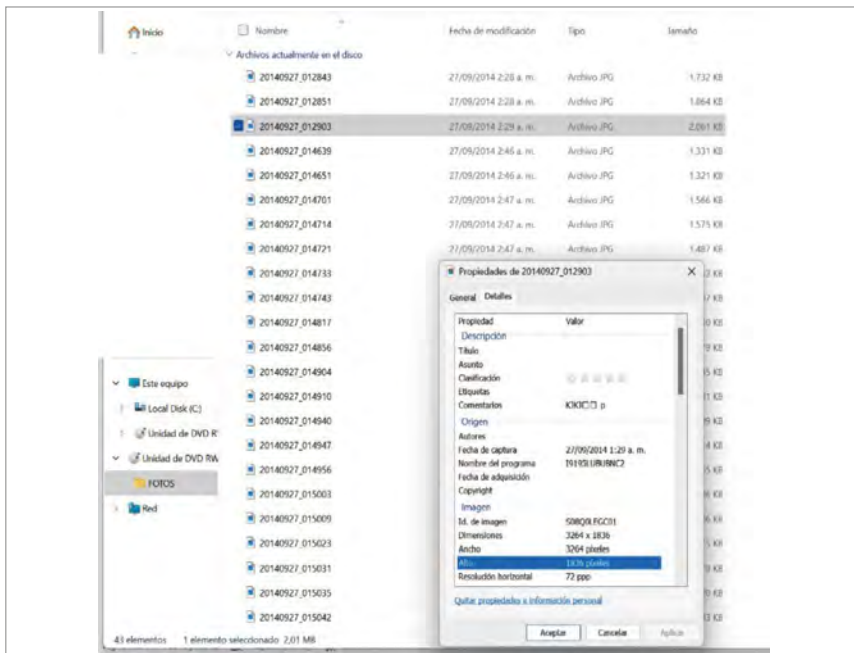 Inicio
Nombre Fecha de modificación Tipo Tamaño
Archivos actualmente en el disco
20140927_012843 27/09/2014 2:28 a. m. Archivo JPG 1.732 KB
20140927_012851 27/09/2014 2:28 a. m. Archivo JPG 1.864 KB
20140927_012903 27/09/2014 2:29 a. m. Archivo JPG 2.061 KB
20140927_014639 27/09/2014 2:46 a. m. Archivo JPG 1.331 KB
20140927_014651 27/09/2014 2:46 a. m. Archivo JPG 1.321 KB
20140927_014701 27/09/2014 2:47 a. m. Archivo JPG 1.566 KB
20140927_014714 27/09/2014 2:47 a. m. Archivo JPG 1.575 KB
20140927_014721 27/09/2014 2:47 a. m. Archivo JPG 1.487 KB
20140927_014733
20140927_014743
20140927_014817
20140927_014856
20140927_014904
20140927_014910
20140927_014940
20140927_014947
20140927_014956
20140927_015003
20140927_015009
20140927_015023
20140927_015031
20140927_015035
20140927_015042
Este equipo
Local Disk (C:)
Unidad de DVD R
Unidad de DVD RW
FOTOS
Red
43 elementos 1 elemento seleccionado 2,01 MB
Propiedades de 20140927_012903
General Detalles
Propiedad Valor
Descripción
Título
Asunto
Clasificación
Etiquetas
Comentarios
Origen
Autores
Fecha de captura 27/09/2014 1:29 a. m.
Nombre del programa I9195LUBUBNC2
Fecha de adquisición
Copyright
Imagen
Id. de imagen S08Q0LEGC01
Dimensiones 3264 x 1836
Ancho 3264 píxeles
Alto 1836 píxeles
Resolución horizontal 72 ppp
Quitar propiedades e información personal
Aceptar Cancelar Aplicar